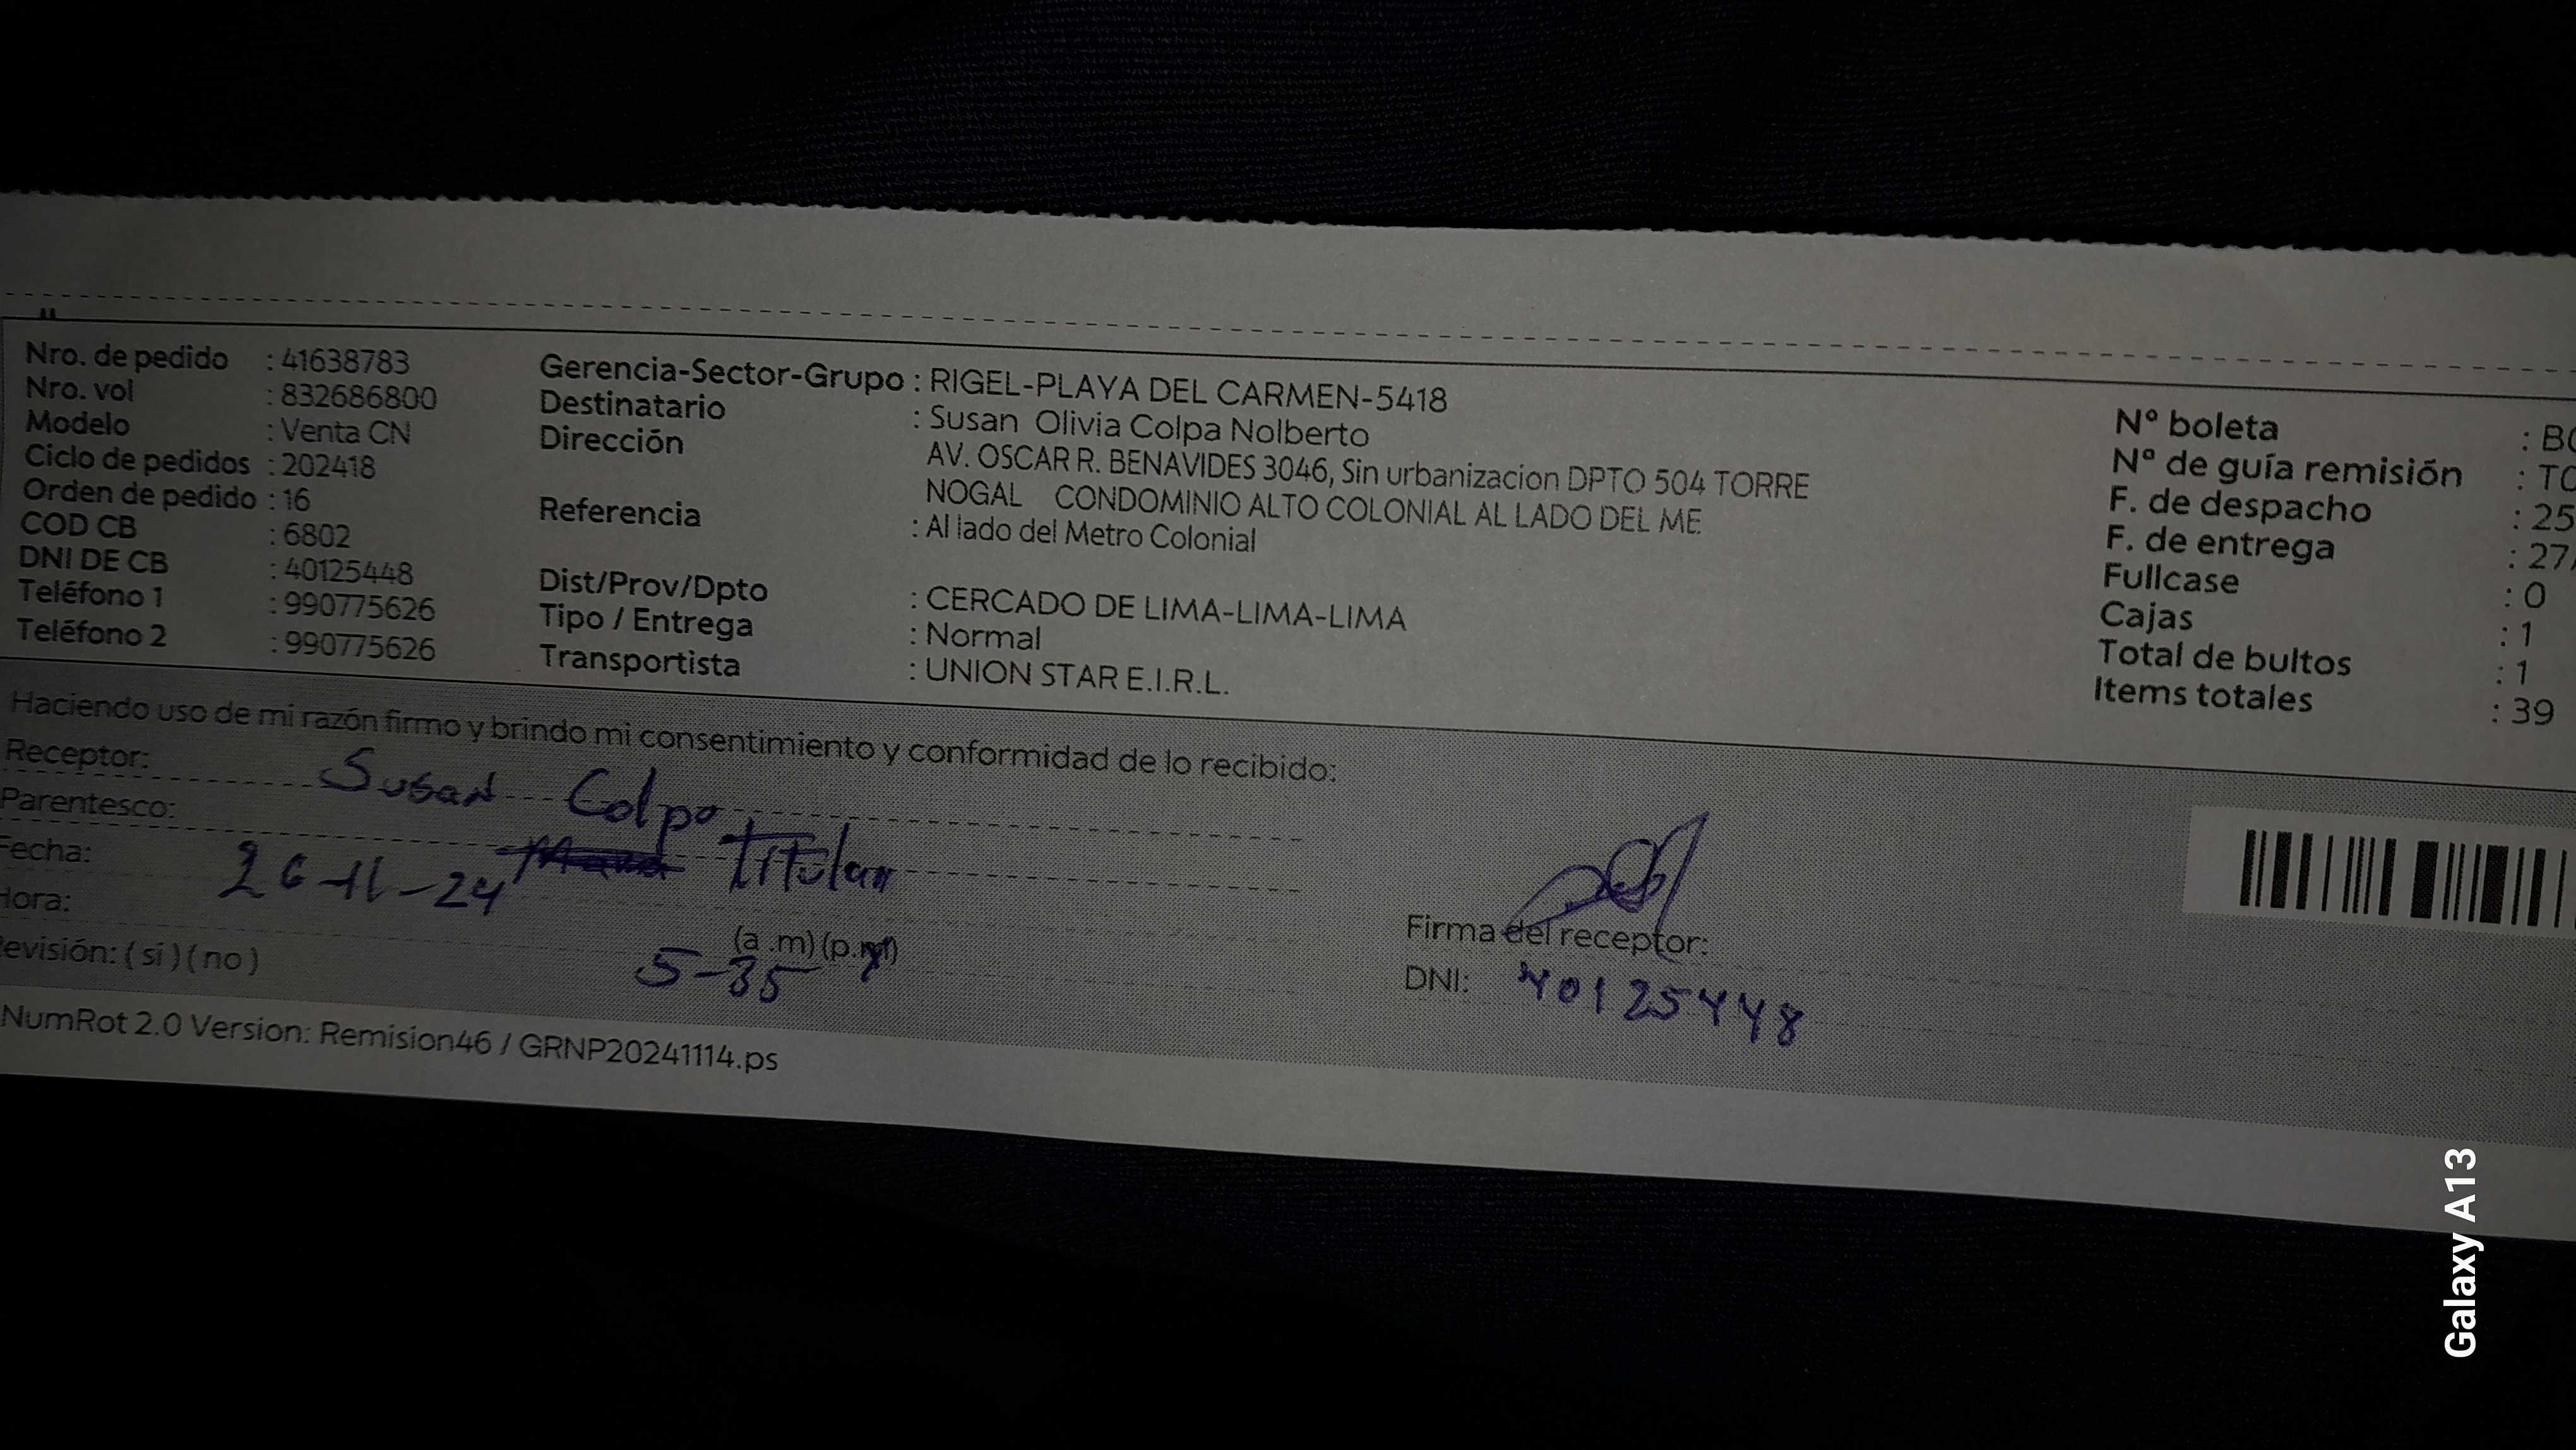 Nro. de pedido : 41638783
Nro. vol : 832686800
Modelo : Venta CN
Ciclo de pedidos : 202418
Orden de pedido : 16
COD CB : 6802
DNI DE CB : 40125448
Teléfono 1 : 990775626
Teléfono 2 : 990775626
Gerencia-Sector-Grupo : RIGEL-PLAYA DEL CARMEN-5418
Destinatario : Susan Olivia Colpa Nolberto
Dirección AV. OSCAR R. BENAVIDES 3046, Sin urbanizacion DPTO 504 TORRE
NOGAL CONDOMINIO ALTO COLONIAL AL LADO DEL ME
Referencia : Al lado del Metro Colonial
Dist/Prov/Dpto : CERCADO DE LIMA-LIMA-LIMA
Tipo / Entrega : Normal
Transportista : UNION STAR E.I.R.L.
Nº boleta : B
Nº de guía remisión : T
F. de despacho : 25
F. de entrega : 27/
Fullcase : 0
Cajas : 1
Total de bultos : 1
Items totales : 39
Haciendo uso de mi razón firmo y brindo mi consentimiento y conformidad de lo recibido:
Receptor: Susan Colpa
Parentesco: Titular
Fecha: 26-11-24
Hora: 5-35 (a .m) (p.m)
Revisión: ( si ) ( no )
Firma del receptor:
DNI: 40125448
NumRot 2.0 Version: Remision46 / GRNP20241114.ps
Galaxy A13